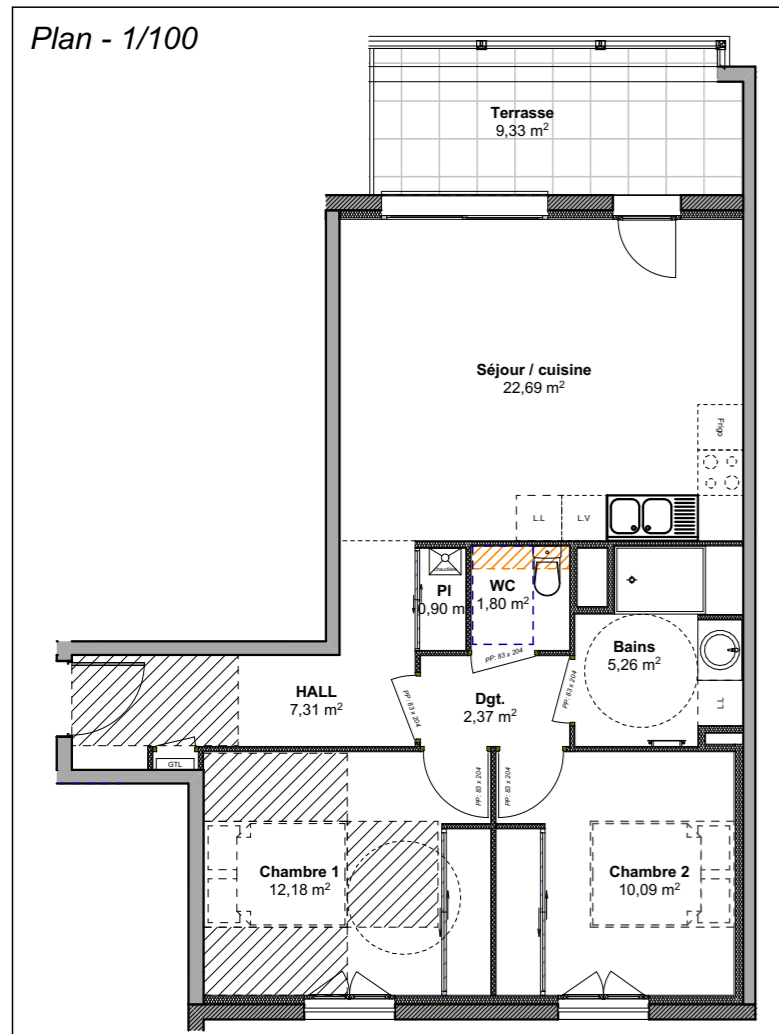 Plan - 1/100
Terrasse
9,33 m²
Séjour / cuisine
22,69 m²
Frigo
L.L
L.V
chaudière
Pl
0,90 m
WC
1,80 m²
PP: 83 x 204
Bains
5,26 m²
HALL
7,31 m²
PP: 83 x 204
Dgt.
2,37 m²
PP: 83 x 204
GTL
PP: 83 x 204
PP: 83 x 204
Chambre 1
12,18 m²
Chambre 2
10,09 m²